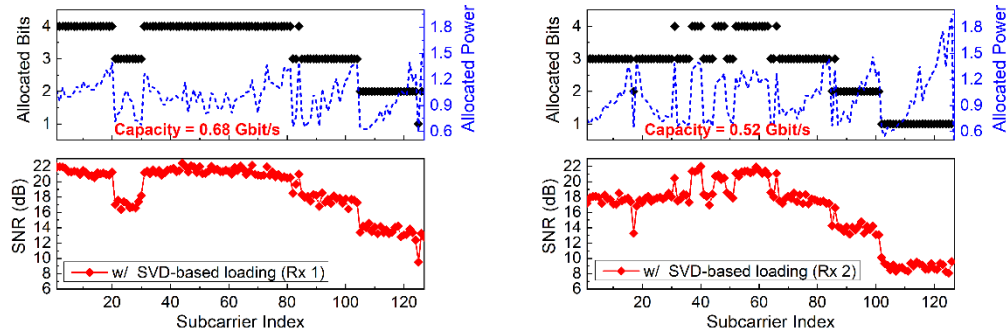 Allocated Bits
4
3
2
1
1.8
1.5
1.2
0.9
0.6
Allocated Power
Capacity = 0.68 Gbit/s
SNR (dB)
22
20
18
16
14
12
10
8
w/ SVD-based loading (Rx 1)
20 40 60 80 100 120
Subcarrier Index
Allocated Bits
4
3
2
1
1.8
1.5
1.2
0.9
0.6
Allocated Power
Capacity = 0.52 Gbit/s
SNR (dB)
22
20
18
16
14
12
10
8
w/ SVD-based loading (Rx 2)
20 40 60 80 100 120
Subcarrier Index